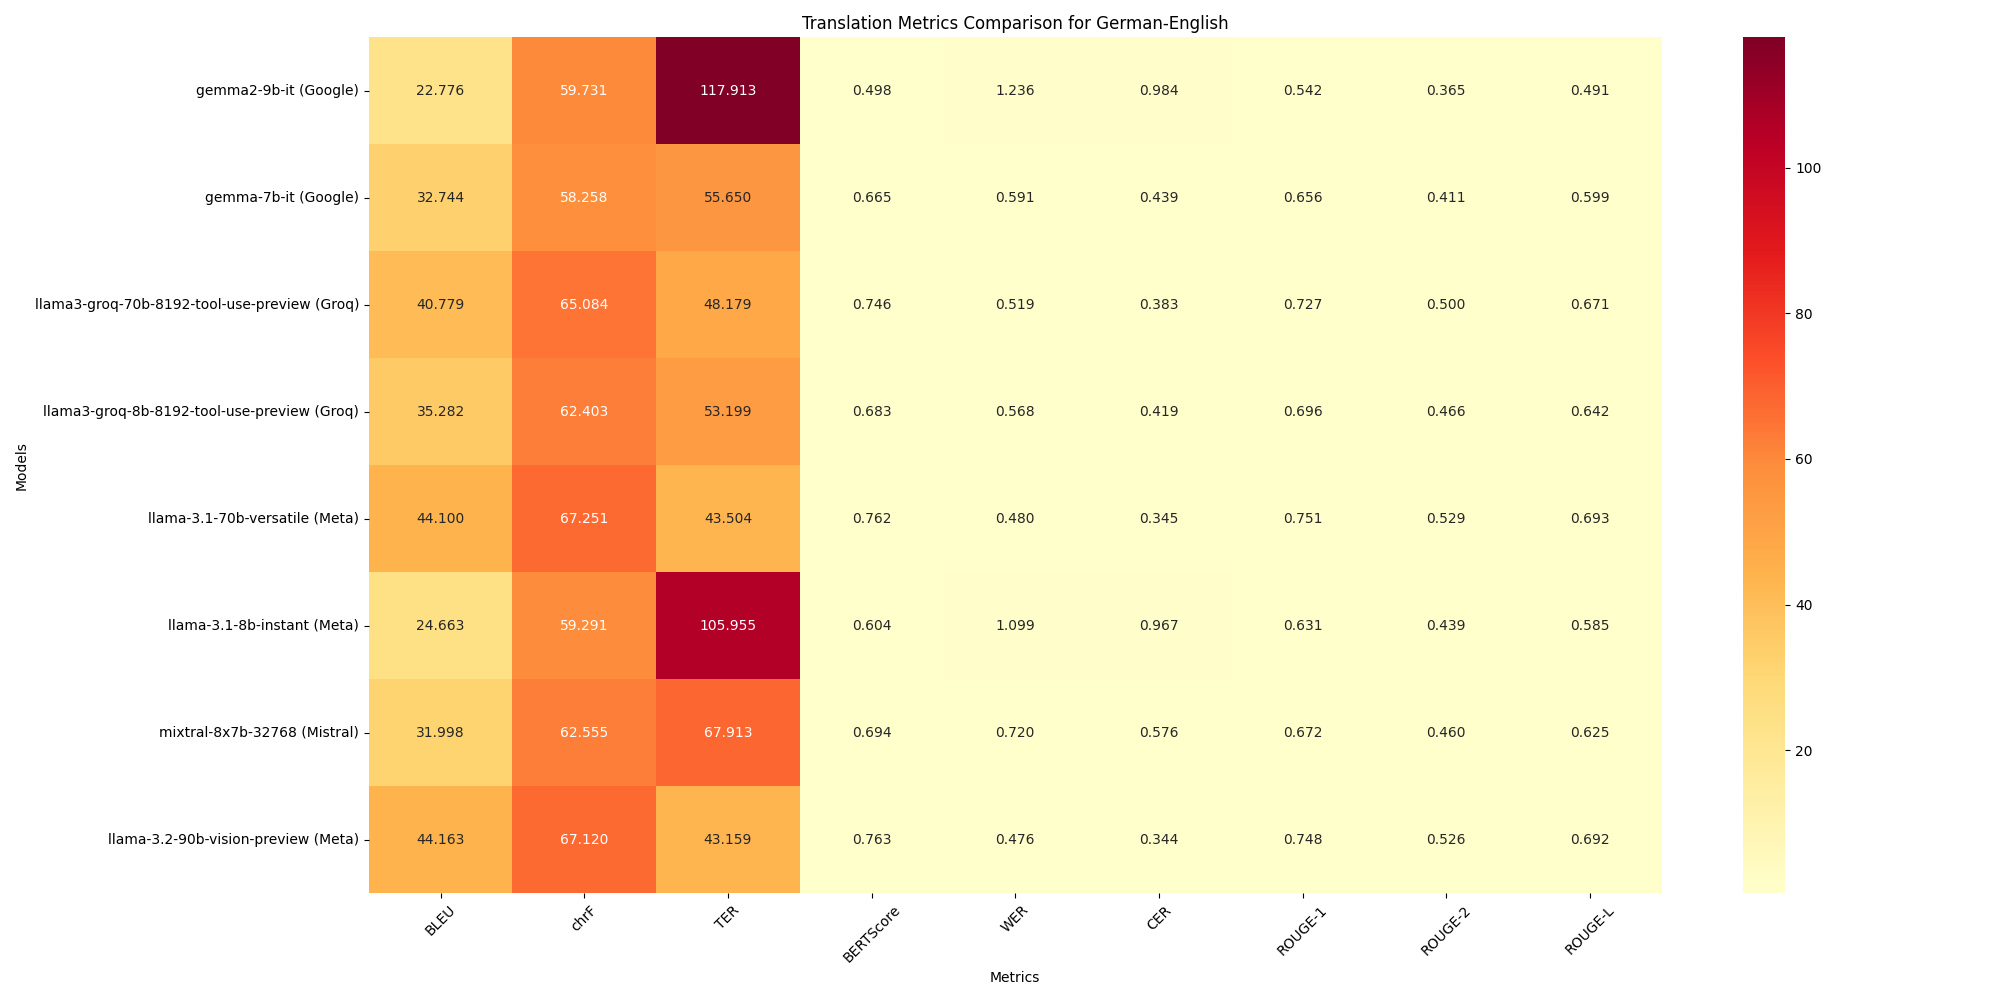 Translation Metrics Comparison for German-English
Models
gemma2-9b-it (Google) 22.776 59.731 117.913 0.498 1.236 0.984 0.542 0.365 0.491
gemma-7b-it (Google) 32.744 58.258 55.650 0.665 0.591 0.439 0.656 0.411 0.599
llama3-groq-70b-8192-tool-use-preview (Groq) 40.779 65.084 48.179 0.746 0.519 0.383 0.727 0.500 0.671
llama3-groq-8b-8192-tool-use-preview (Groq) 35.282 62.403 53.199 0.683 0.568 0.419 0.696 0.466 0.642
llama-3.1-70b-versatile (Meta) 44.100 67.251 43.504 0.762 0.480 0.345 0.751 0.529 0.693
llama-3.1-8b-instant (Meta) 24.663 59.291 105.955 0.604 1.099 0.967 0.631 0.439 0.585
mixtral-8x7b-32768 (Mistral) 31.998 62.555 67.913 0.694 0.720 0.576 0.672 0.460 0.625
llama-3.2-90b-vision-preview (Meta) 44.163 67.120 43.159 0.763 0.476 0.344 0.748 0.526 0.692
BLEU chrF TER BERTScore WER CER ROUGE-1 ROUGE-2 ROUGE-L
Metrics
100
80
60
40
20